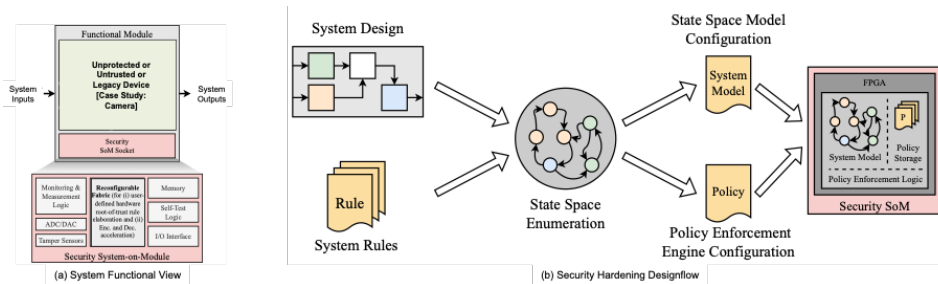 Functional Module
Unprotected or
Untrusted or
Legacy Device
[Case Study:
Camera]
System
Inputs
System
Outputs
Security
SoM Socket
Monitoring &
Measurement
Logic
ADC/DAC
Tamper Sensors
Reconfigurable
Fabric (for (i) user-
defined hardware
root-of-trust rule
elaboration and (ii)
Enc. and Dec.
acceleration)
Memory
Self-Test
Logic
I/O Interface
Security System-on-Module
(a) System Functional View
System Design
Rule
System Rules
State Space
Enumeration
State Space Model
Configuration
System
Model
Policy
Policy Enforcement
Engine Configuration
FPGA
System Model
P
Policy
Storage
Policy Enforcement Logic
Security SoM
(b) Security Hardening Designflow